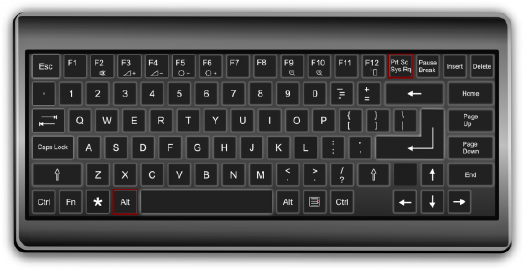 Esc F1 F2 F3 F4 F5 F6 F7 F8 F9 F10 F11 F12 Prt Sc Sys Rq Pause Break Insert Delete
1 2 3 4 5 6 7 8 9 0 + = ← Home
Q W E R T Y U I O P { [ } ] \ Page Up
Caps Lock A S D F G H J K L : ; Page Down
⇧ Z X C V B N M < , > . ? / ⇧ ↑ End
Ctrl Fn * Alt Alt Ctrl ← ↓ →